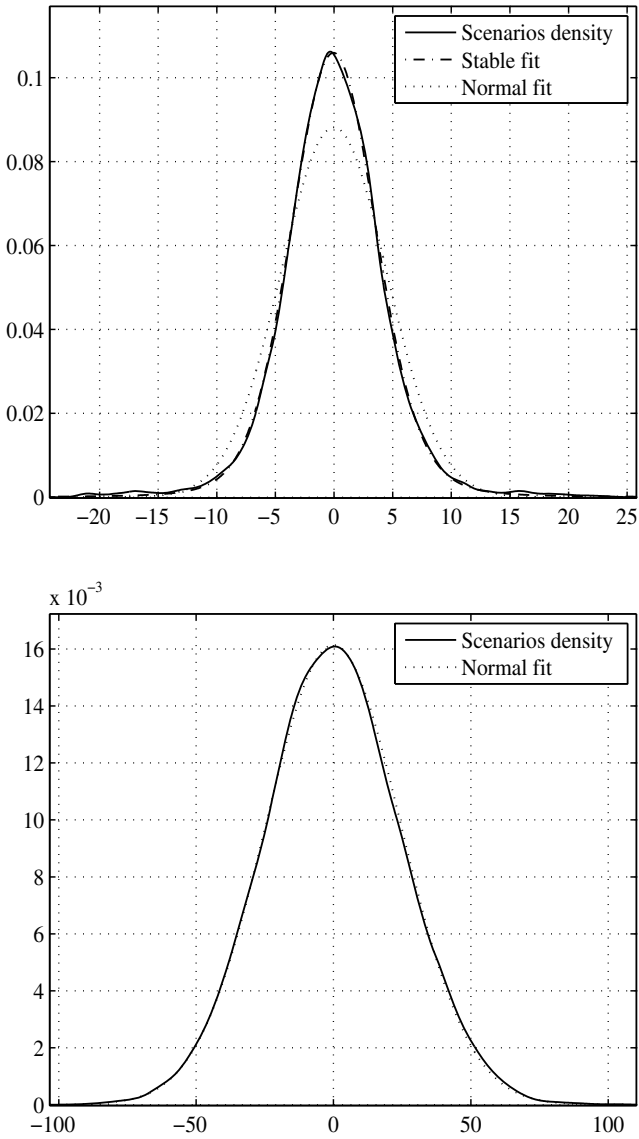 Scenarios density
Stable fit
Normal fit
0.1
0.08
0.06
0.04
0.02
0
−20 −15 −10 −5 0 5 10 15 20 25
x 10−3
Scenarios density
Normal fit
16
14
12
10
8
6
4
2
0
−100 −50 0 50 100